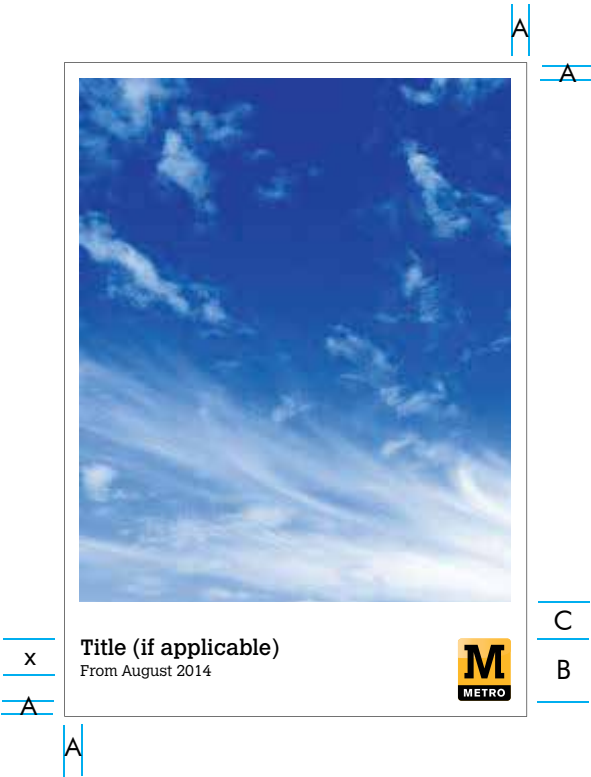 A
A
C
Title (if applicable)
From August 2014
x
B
M
METRO
A
A